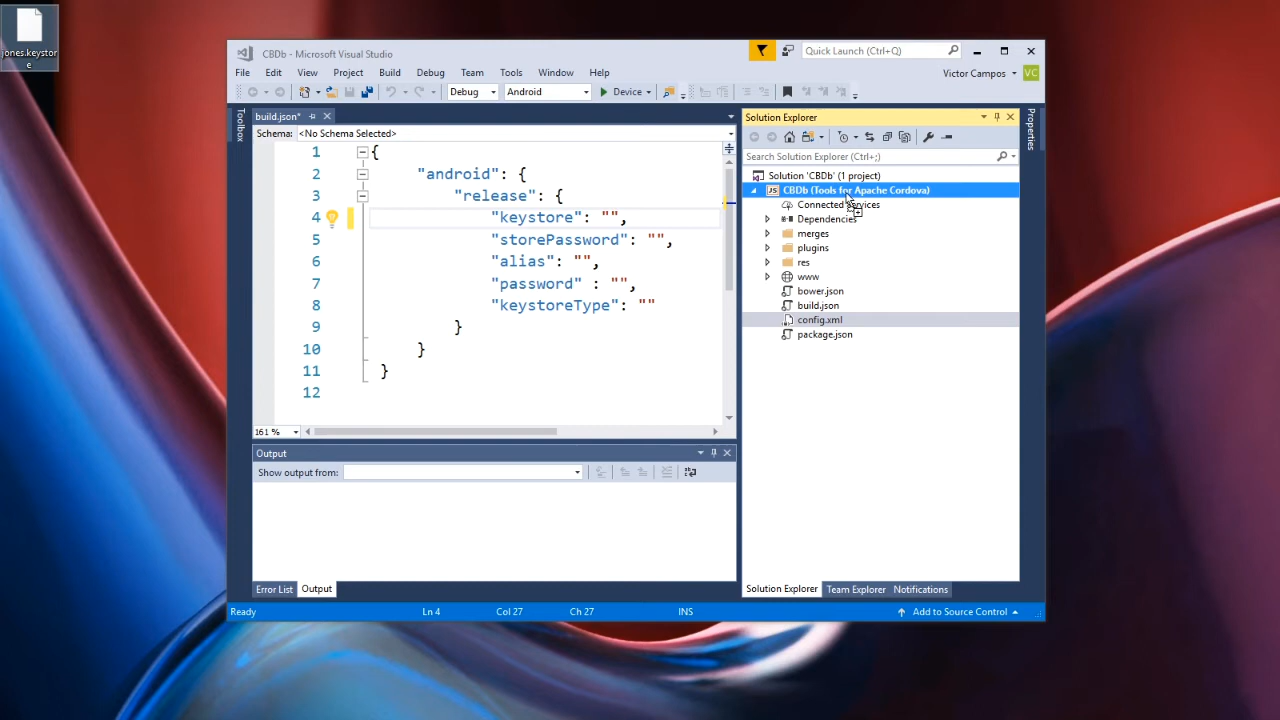 jones.keystor
e
CBDb - Microsoft Visual Studio
Quick Launch (Ctrl+Q)
File Edit View Project Build Debug Team Tools Window Help
Victor Campos VC
Debug Android Device
Toolbox
build.json*
Schema: <No Schema Selected>
1 {
2 "android": {
3 "release": {
4 "keystore": "",
5 "storePassword": "",
6 "alias": "",
7 "password" : "",
8 "keystoreType": ""
9 }
10 }
11 }
12
161 %
Output
Show output from:
Error List Output
Solution Explorer
Search Solution Explorer (Ctrl+;)
Solution 'CBDb' (1 project)
JS CBDb (Tools for Apache Cordova)
Connected Services
Dependencies
merges
plugins
res
www
bower.json
build.json
config.xml
package.json
Solution Explorer Team Explorer Notifications
Properties
Ready Ln 4 Col 27 Ch 27 INS Add to Source Control